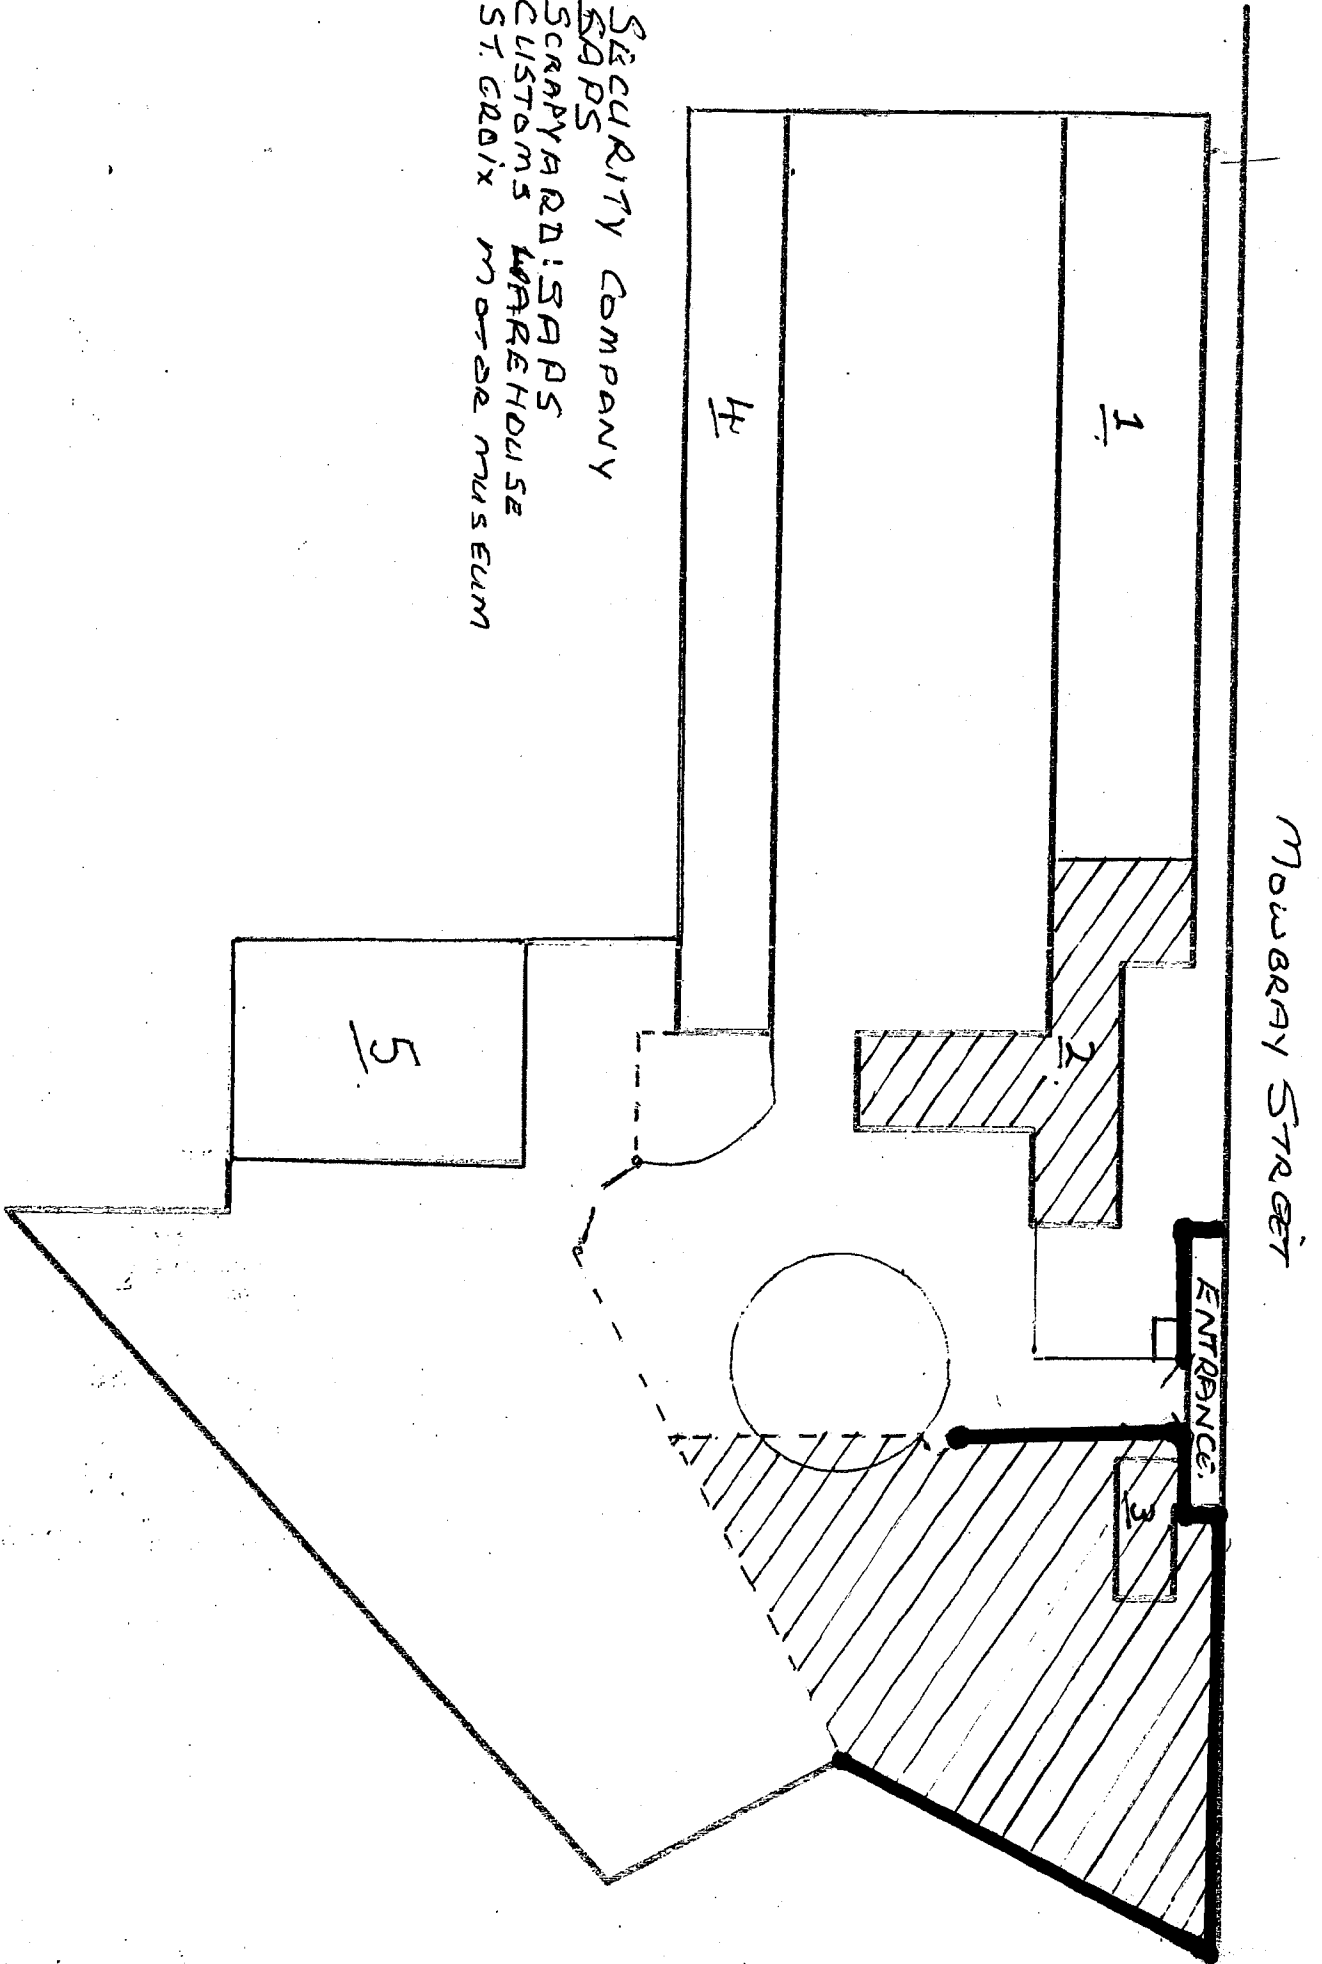 MOWBRAY STREET
ENTRANCE.
1.
2.
3
4
5.
SECURITY COMPANY
SAPS
SCRAPYARD: SAPS
CUSTOMS WAREHOUSE
ST. CROIX MOTOR MUSEUM